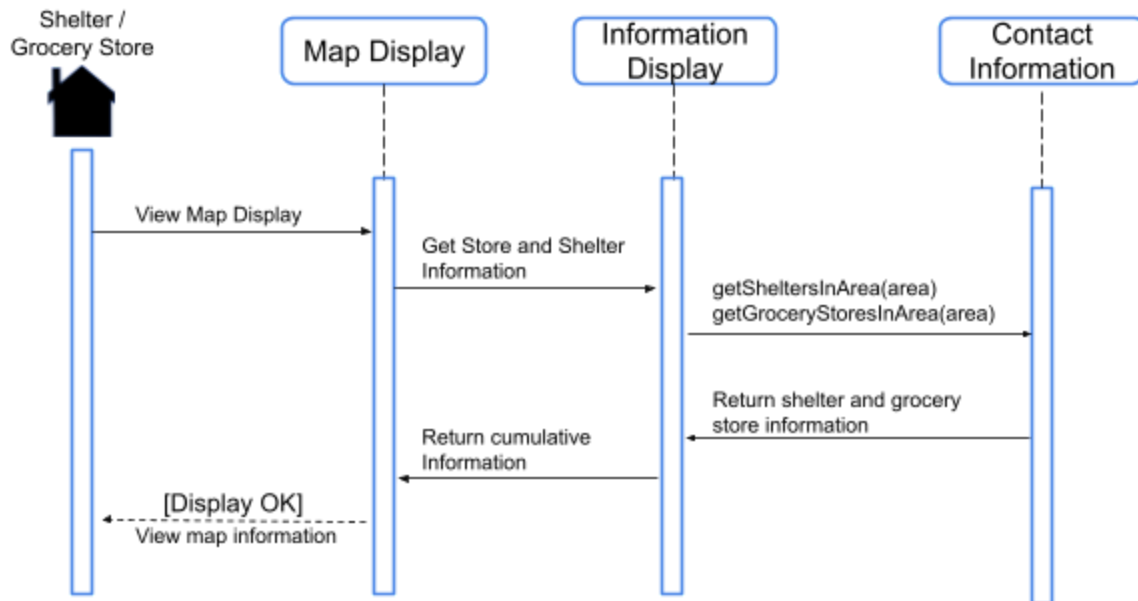 Shelter /
Grocery Store
Map Display
Information
Display
Contact
Information
View Map Display
Get Store and Shelter
Information
getSheltersInArea(area)
getGroceryStoresInArea(area)
Return shelter and grocery
store information
Return cumulative
Information
[Display OK]
View map information